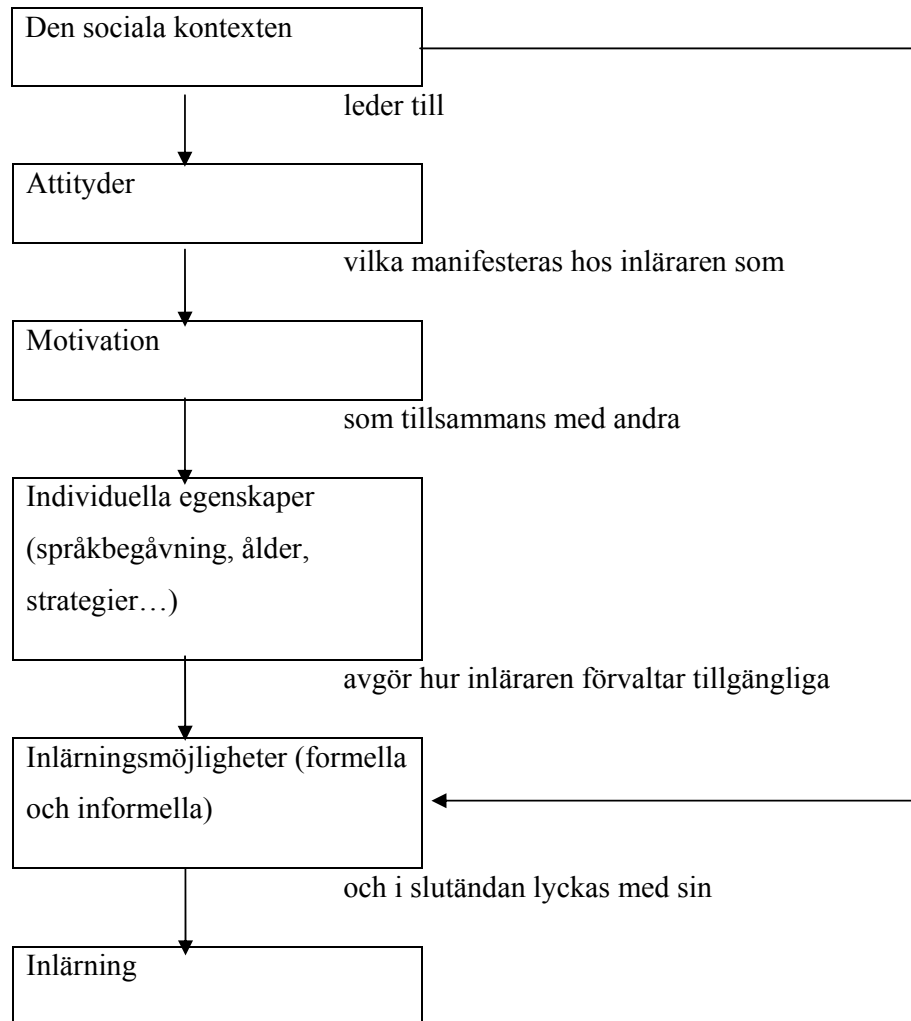 Den sociala kontexten
leder till
Attityder
vilka manifesteras hos inläraren som
Motivation
som tillsammans med andra
Individuella egenskaper
(språkbegåvning, ålder,
strategier…)
avgör hur inläraren förvaltar tillgängliga
Inlärningsmöjligheter (formella
och informella)
och i slutändan lyckas med sin
Inlärning